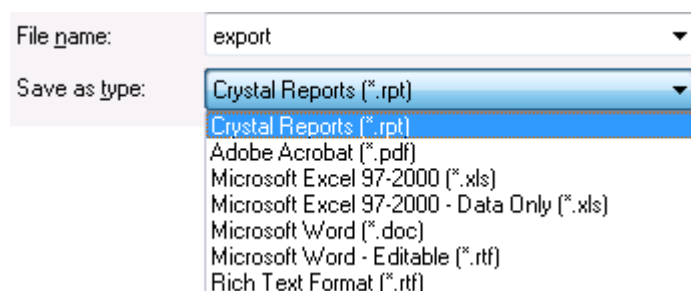 File name: export
Save as type: Crystal Reports (*.rpt)
Crystal Reports (*.rpt)
Adobe Acrobat (*.pdf)
Microsoft Excel 97-2000 (*.xls)
Microsoft Excel 97-2000 - Data Only (*.xls)
Microsoft Word (*.doc)
Microsoft Word - Editable (*.rtf)
Rich Text Format (*.rtf)